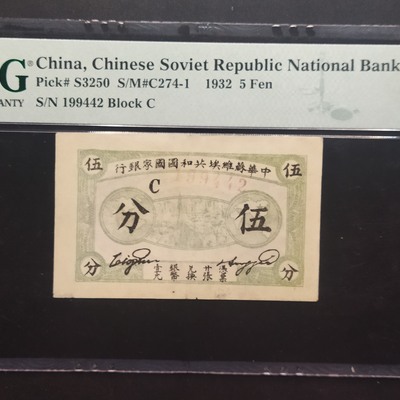 G® China, Chinese Soviet Republic National Bank
ANTY Pick# S3250 S/M#C274-1 1932 5 Fen
S/N 199442 Block C
伍 行銀家國國和共埃維蘇華中 伍
C 199442
分 伍
分 分